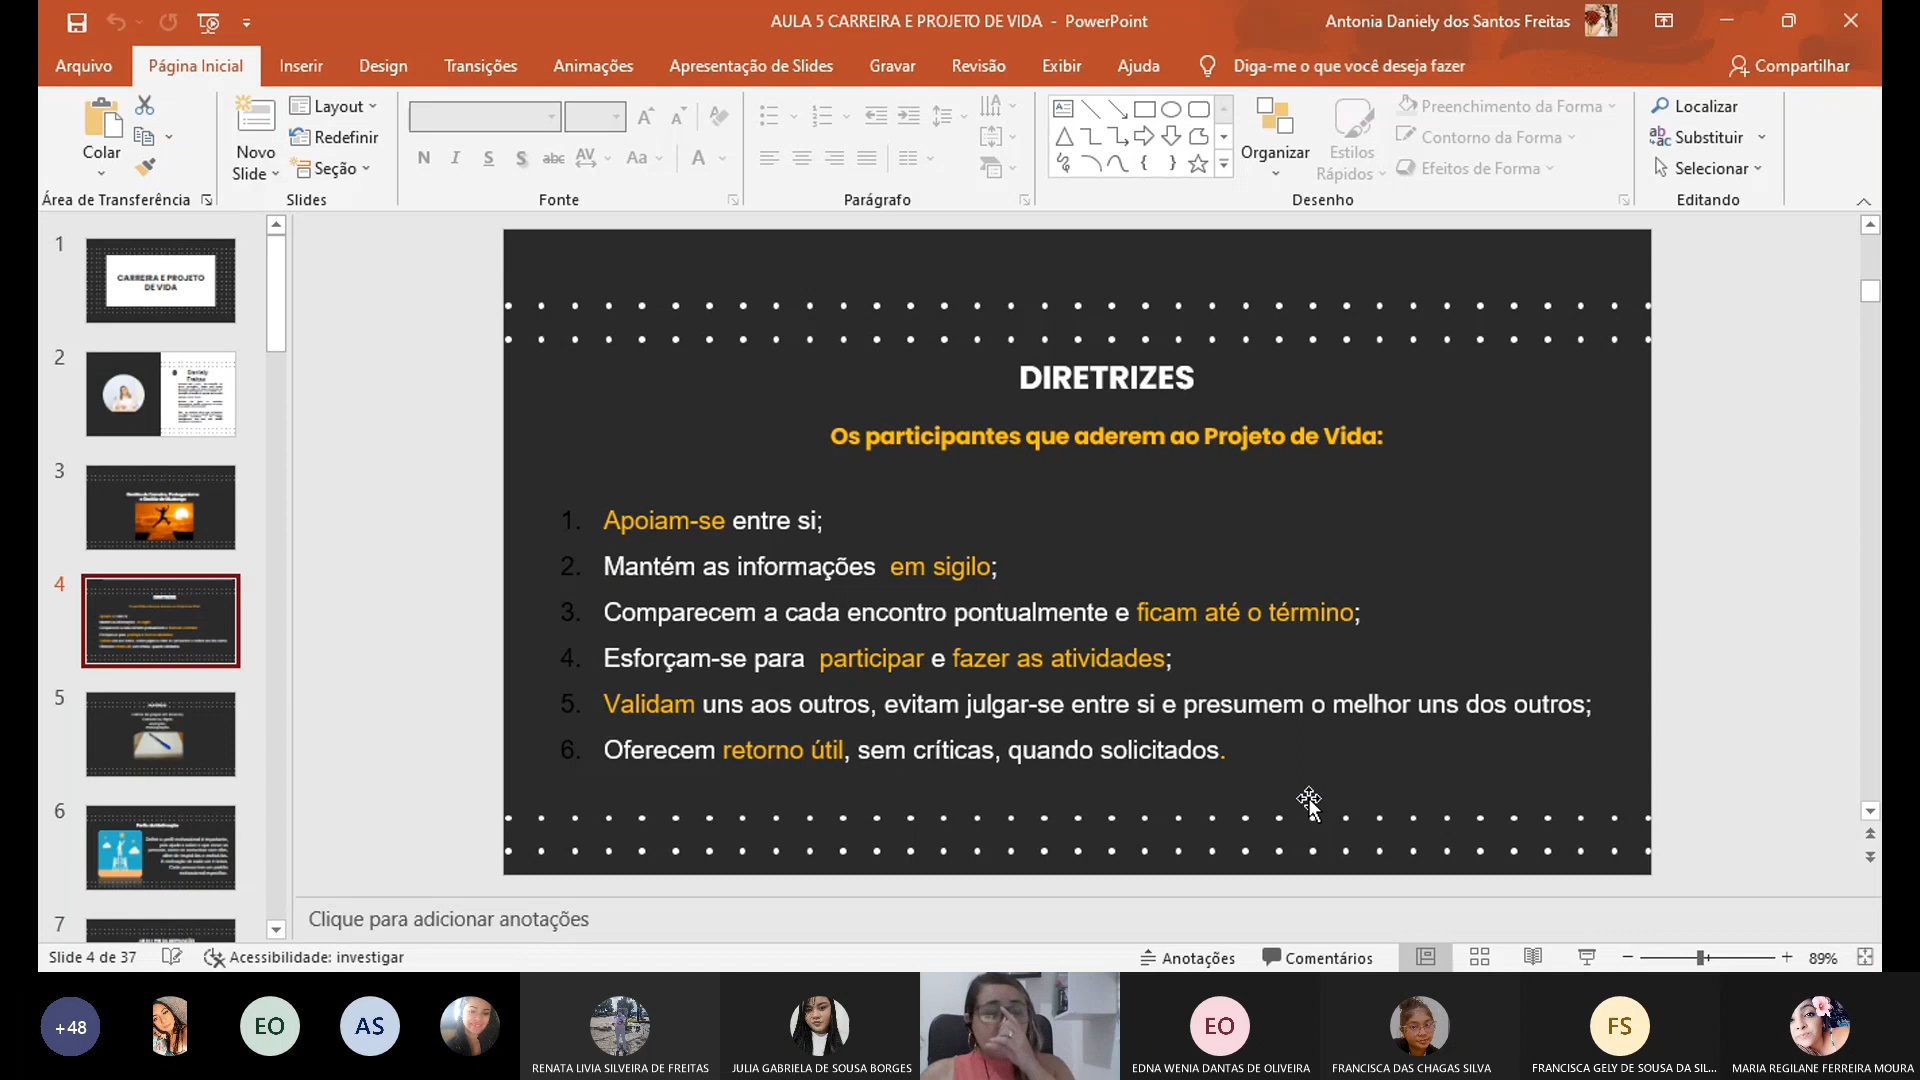 AULA 5 CARREIRA E PROJETO DE VIDA - PowerPoint
Antonia Daniely dos Santos Freitas
Arquivo
Página Inicial
Inserir
Design
Transições
Animações
Apresentação de Slides
Gravar
Revisão
Exibir
Ajuda
Diga-me o que você deseja fazer
Compartilhar
Colar
Área de Transferência
Novo
Slide
Layout
Redefinir
Seção
Slides
N I S S abc AV Aa A
Fonte
Parágrafo
Organizar
Estilos
Rápidos
Preenchimento da Forma
Contorno da Forma
Efeitos de Forma
Desenho
Localizar
Substituir
Selecionar
Editando
1
CARREIRA E PROJETO
DE VIDA
2
Daniely
Freitas
3
4
5
6
7
DIRETRIZES
Os participantes que aderem ao Projeto de Vida:
1. Apoiam-se entre si;
2. Mantém as informações em sigilo;
3. Comparecem a cada encontro pontualmente e ficam até o término;
4. Esforçam-se para participar e fazer as atividades;
5. Validam uns aos outros, evitam julgar-se entre si e presumem o melhor uns dos outros;
6. Oferecem retorno útil, sem críticas, quando solicitados.
Clique para adicionar anotações
Slide 4 de 37
Acessibilidade: investigar
Anotações
Comentários
89%
+48
EO
AS
RENATA LIVIA SILVEIRA DE FREITAS
JULIA GABRIELA DE SOUSA BORGES
EO
EDNA WENIA DANTAS DE OLIVEIRA
FRANCISCA DAS CHAGAS SILVA
FS
FRANCISCA GELY DE SOUSA DA SIL...
MARIA REGILANE FERREIRA MOURA